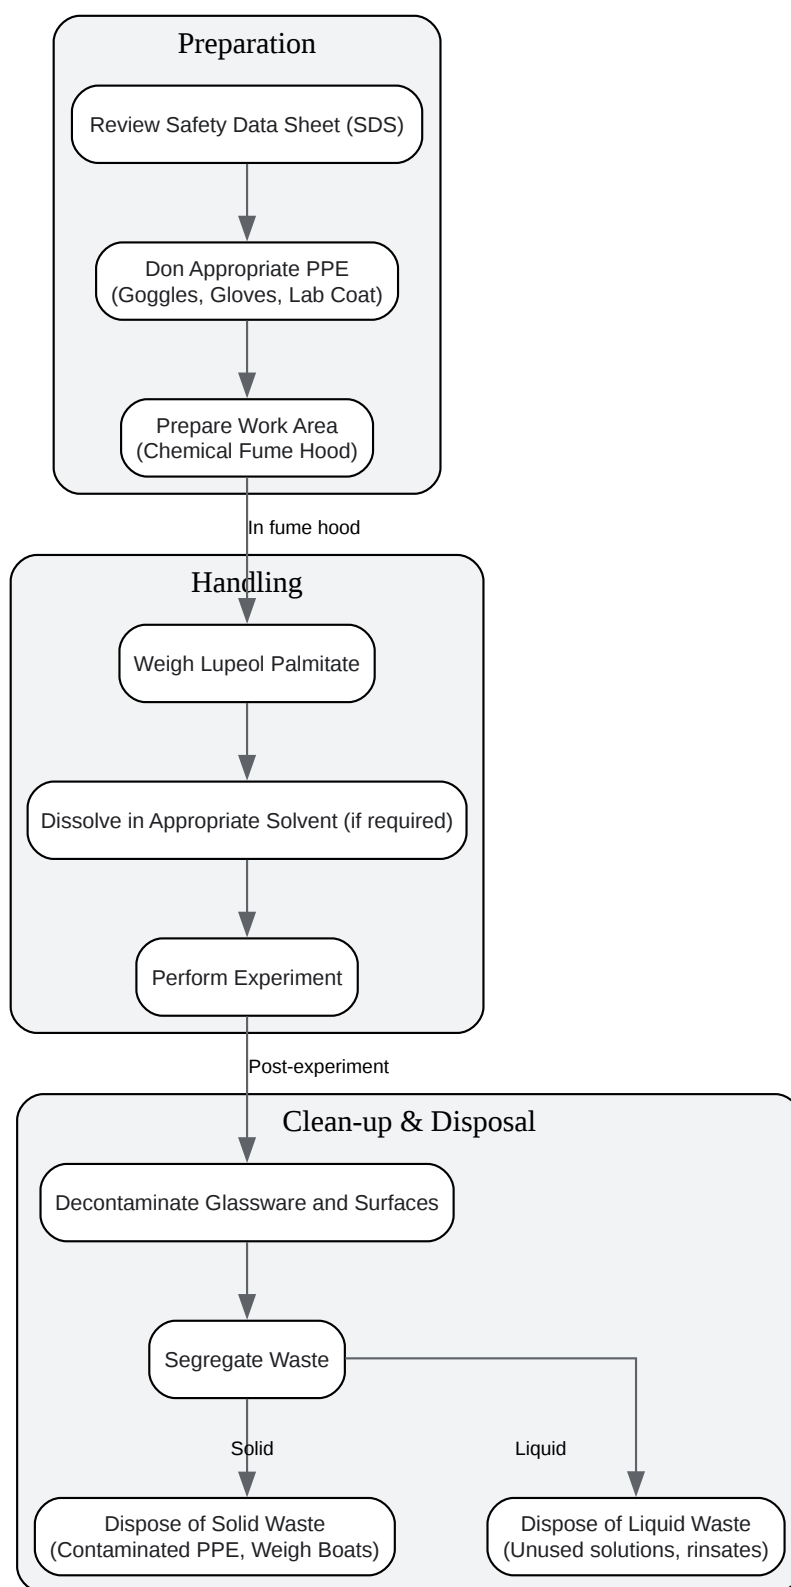 Preparation
Review Safety Data Sheet (SDS)
Don Appropriate PPE
(Goggles, Gloves, Lab Coat)
Prepare Work Area
(Chemical Fume Hood)
In fume hood
Handling
Weigh Lupeol Palmitate
Dissolve in Appropriate Solvent (if required)
Perform Experiment
Post-experiment
Clean-up & Disposal
Decontaminate Glassware and Surfaces
Segregate Waste
Solid
Liquid
Dispose of Solid Waste
(Contaminated PPE, Weigh Boats)
Dispose of Liquid Waste
(Unused solutions, rinsates)